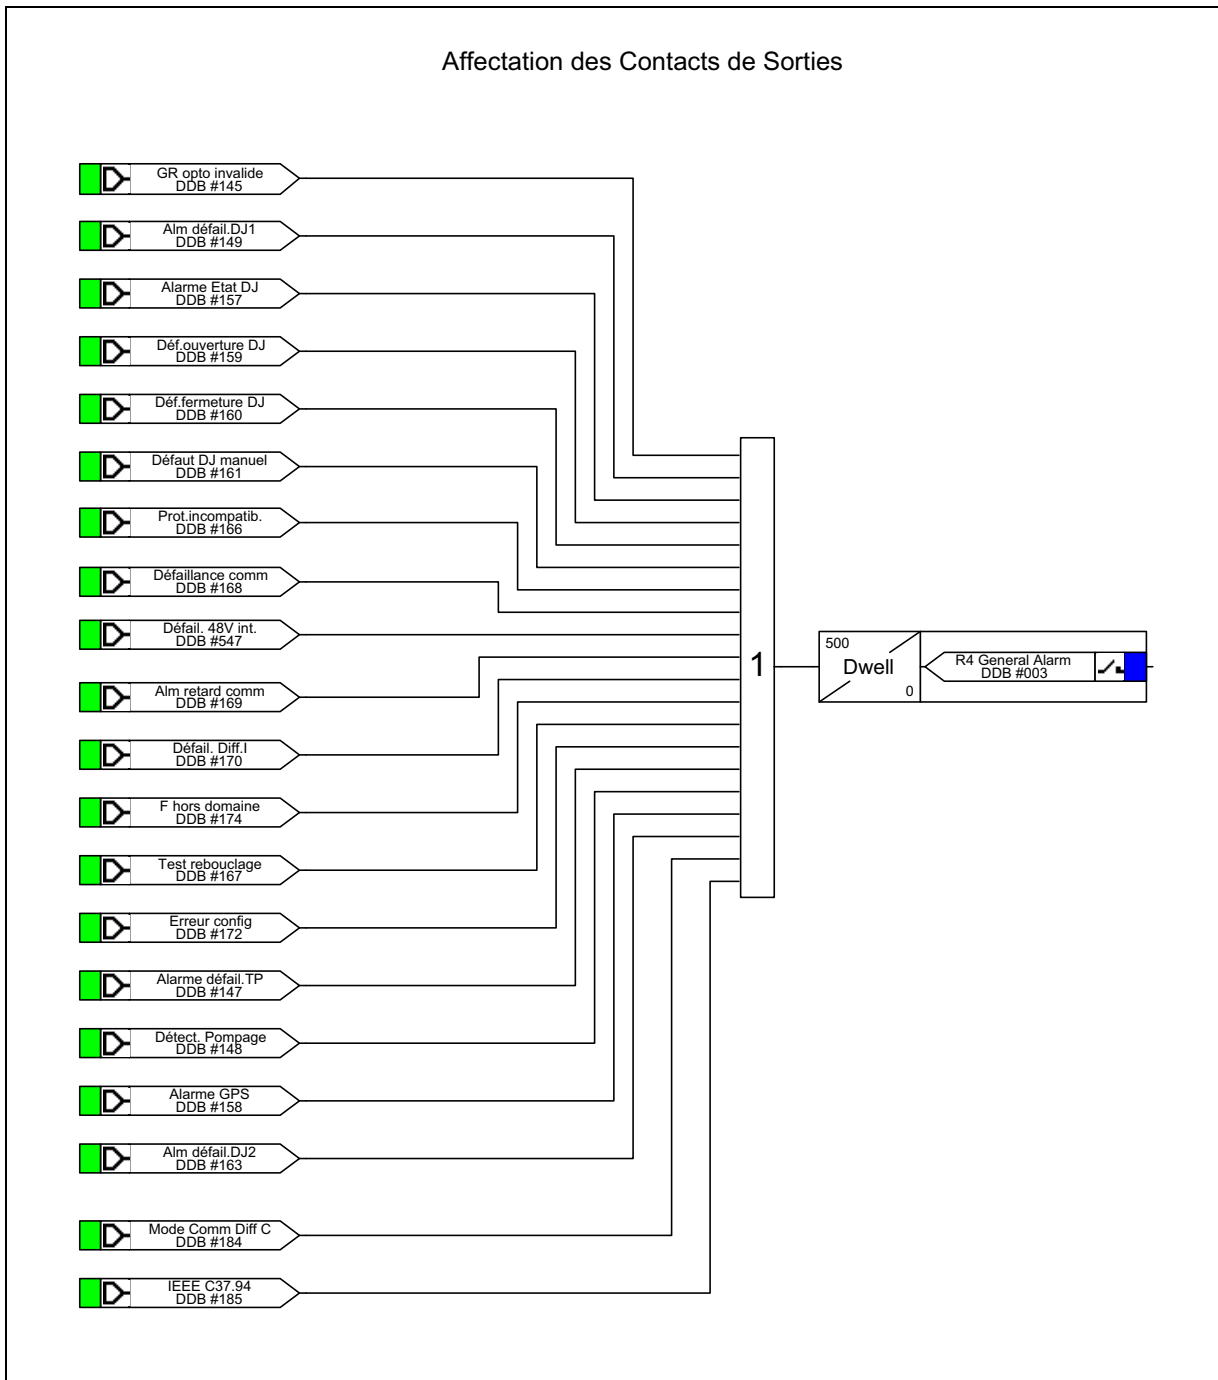 Affectation des Contacts de Sorties
GR opto invalide
DDB #145
Alm défail.DJ1
DDB #149
Alarme Etat DJ
DDB #157
Déf.ouverture DJ
DDB #159
Déf.fermeture DJ
DDB #160
Défaut DJ manuel
DDB #161
Prot.incompatib.
DDB #166
Défaillance comm
DDB #168
Défail. 48V int.
DDB #547
Alm retard comm
DDB #169
Défail. Diff.I
DDB #170
F hors domaine
DDB #174
Test rebouclage
DDB #167
Erreur config
DDB #172
Alarme défail.TP
DDB #147
Détect. Pompage
DDB #148
Alarme GPS
DDB #158
Alm défail.DJ2
DDB #163
Mode Comm Diff C
DDB #184
IEEE C37.94
DDB #185
1
500
Dwell
0
R4 General Alarm
DDB #003